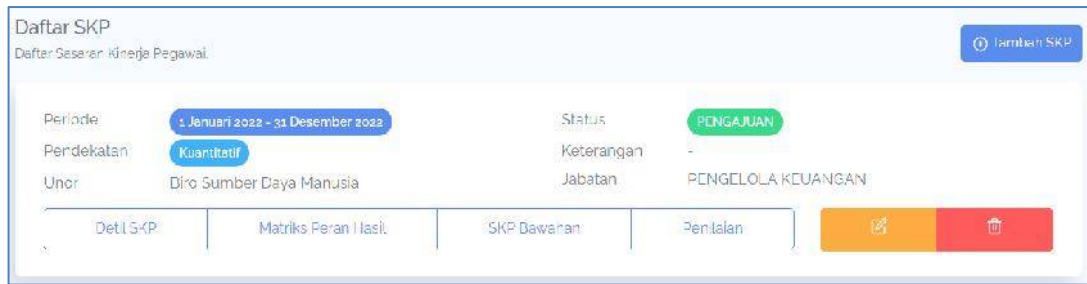 Daftar SKP
Daftar Sasaran Kinerja Pegawai.
Tambah SKP
Periode 1 Januari 2022 - 31 Desember 2022 Status PENGAJUAN
Pendekatan Kuantitatif Keterangan -
Unor Biro Sumber Daya Manusia Jabatan PENGELOLA KEUANGAN
Detil SKP Matriks Peran Hasil SKP Bawahan Penilaian